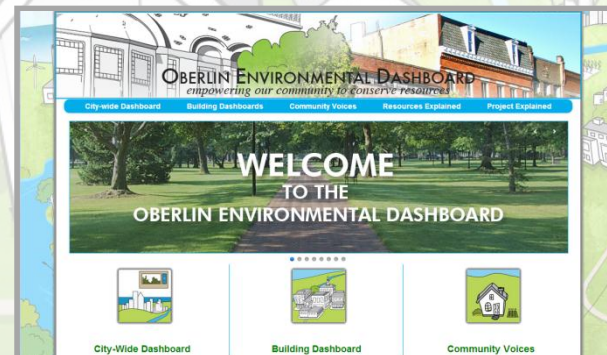 OBERLIN ENVIRONMENTAL DASHBOARD
empowering our community to conserve resources
City-wide Dashboard Building Dashboards Community Voices Resources Explained Project Explained
WELCOME
TO THE
OBERLIN ENVIRONMENTAL DASHBOARD
City-Wide Dashboard Building Dashboard Community Voices